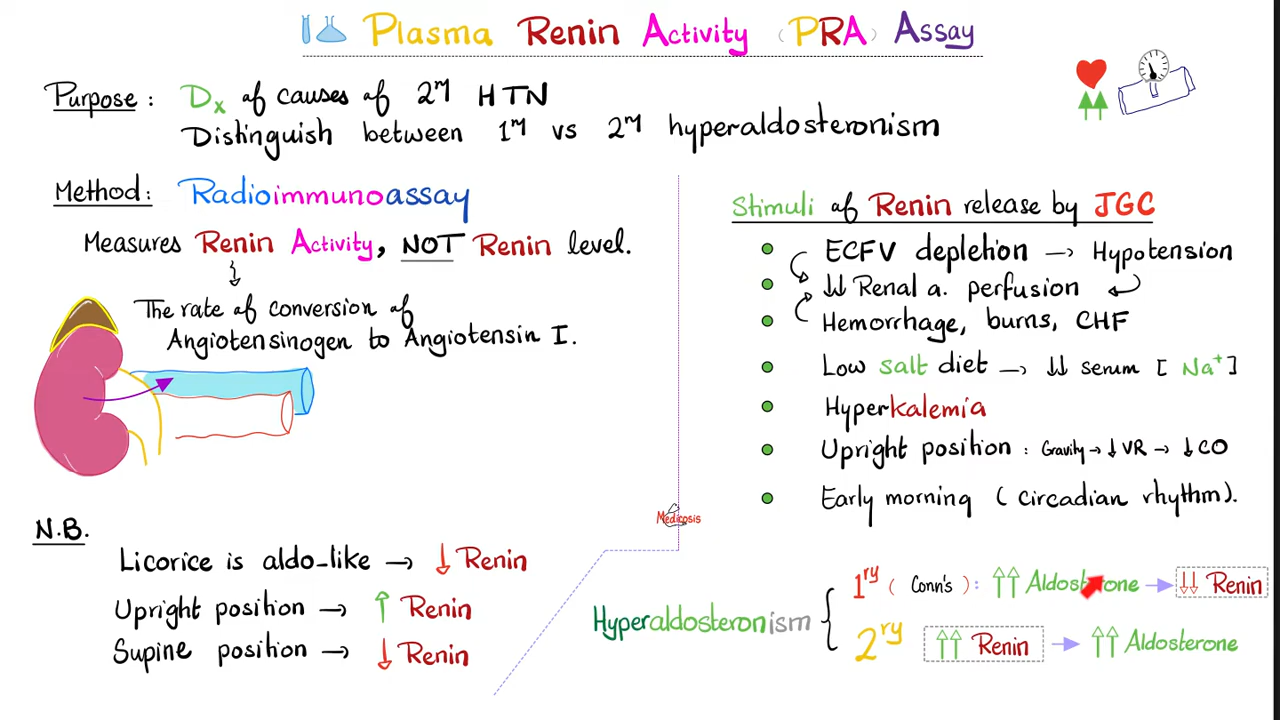 Plasma Renin Activity (PRA) Assay
Purpose: Dx of causes of 2ry HTN
Distinguish between 1ry vs 2ry hyperaldosteronism
Method: Radioimmunoassay
Measures Renin Activity, NOT Renin level.
The rate of conversion of
Angiotensinogen to Angiotensin I.
N.B.
Licorice is aldo-like → ↓ Renin
Upright position → ↑ Renin
Supine position → ↓ Renin
Stimuli of Renin release by JGC
ECFV depletion → Hypotension
↓↓ Renal a. perfusion
Hemorrhage, burns, CHF
Low salt diet → ↓↓ serum [Na+]
Hyperkalemia
Upright position : Gravity → ↓VR → ↓CO
Early morning (circadian rhythm).
Medicosis
Hyperaldosteronism
1ry (Conn's): ↑↑ Aldosterone → ↓↓ Renin
2ry ↑↑ Renin → ↑↑ Aldosterone